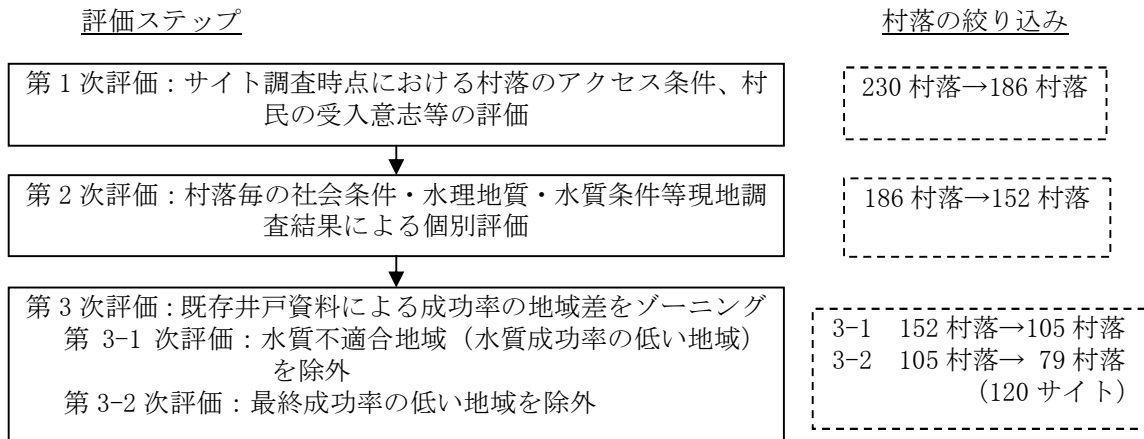 評価ステップ
村落の絞り込み
第1次評価：サイト調査時点における村落のアクセス条件、村
民の受入意志等の評価
230 村落→186 村落
第2次評価：村落毎の社会条件・水理地質・水質条件等現地調
査結果による個別評価
186 村落→152 村落
第3次評価：既存井戸資料による成功率の地域差をゾーニング
第 3-1 次評価：水質不適合地域（水質成功率の低い地域）
を除外
第 3-2 次評価：最終成功率の低い地域を除外
3-1 152 村落→105 村落
3-2 105 村落→ 79 村落
（120 サイト）